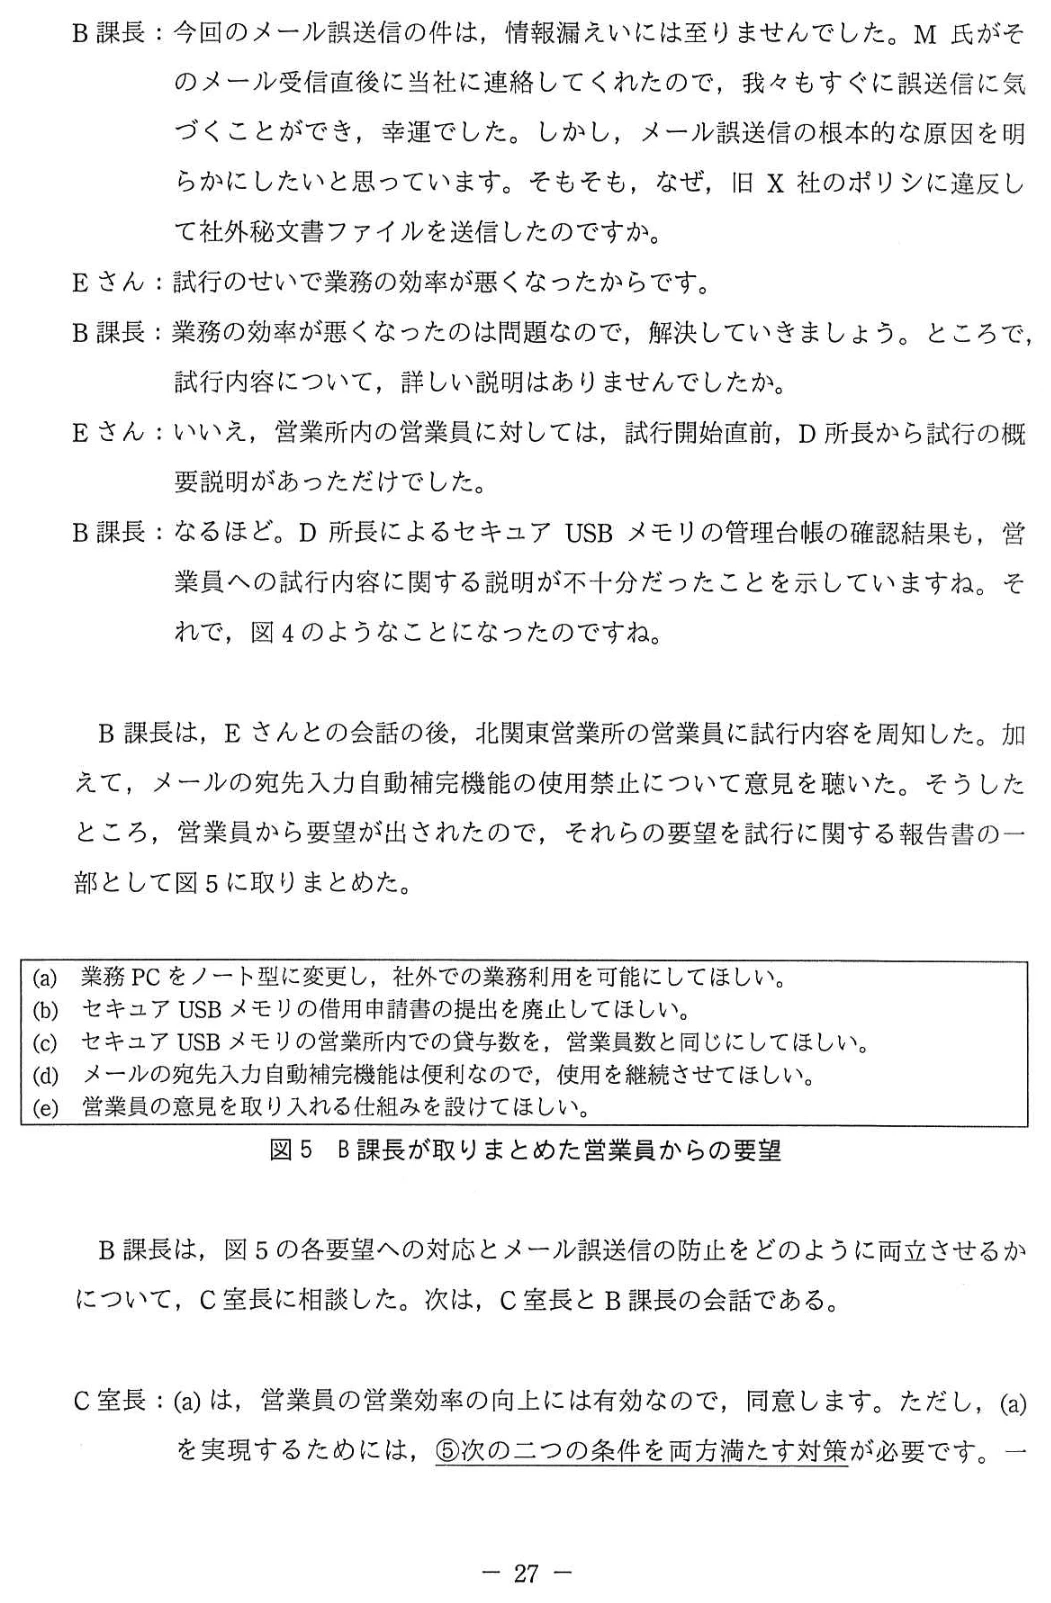 B課長：今回のメール誤送信の件は，情報漏えいには至りませんでした。M 氏がそ
のメール受信直後に当社に連絡してくれたので，我々もすぐに誤送信に気
づくことができ，幸運でした。しかし，メール誤送信の根本的な原因を明
らかにしたいと思っています。そもそも，なぜ，旧 X 社のポリシに違反し
て社外秘文書ファイルを送信したのですか。
Eさん：試行のせいで業務の効率が悪くなったからです。
B課長：業務の効率が悪くなったのは問題なので，解決していきましょう。ところで，
試行内容について，詳しい説明はありませんでしたか。
Eさん：いいえ，営業所内の営業員に対しては，試行開始直前，D 所長から試行の概
要説明があっただけでした。
B課長：なるほど。D 所長によるセキュア USB メモリの管理台帳の確認結果も，営
業員への試行内容に関する説明が不十分だったことを示していますね。そ
れで，図 4 のようなことになったのですね。
B 課長は，E さんとの会話の後，北関東営業所の営業員に試行内容を周知した。加
えて，メールの宛先入力自動補完機能の使用禁止について意見を聴いた。そうした
ところ，営業員から要望が出されたので，それらの要望を試行に関する報告書の一
部として図 5 に取りまとめた。
(a) 業務 PC をノート型に変更し，社外での業務利用を可能にしてほしい。
(b) セキュア USB メモリの借用申請書の提出を廃止してほしい。
(c) セキュア USB メモリの営業所内での貸与数を，営業員数と同じにしてほしい。
(d) メールの宛先入力自動補完機能は便利なので，使用を継続させてほしい。
(e) 営業員の意見を取り入れる仕組みを設けてほしい。
図 5 B 課長が取りまとめた営業員からの要望
B 課長は，図 5 の各要望への対応とメール誤送信の防止をどのように両立させるか
について，C 室長に相談した。次は，C 室長と B 課長の会話である。
C室長：(a) は，営業員の営業効率の向上には有効なので，同意します。ただし，(a)
を実現するためには，⑤次の二つの条件を両方満たす対策が必要です。一
－ 27 －